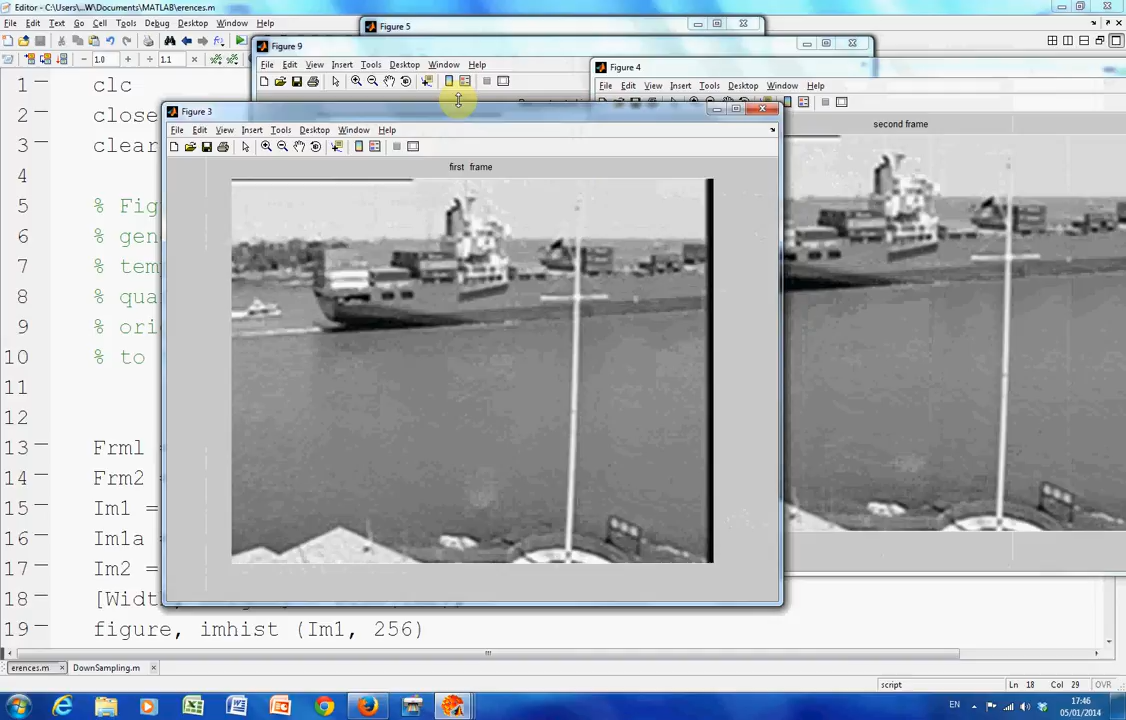 Editor - C:\Users\...W\Documents\MATLAB\erences.m
File Edit Text Go Cell Tools Debug Desktop Window Help
1.0
1.1
Figure 5
Figure 9
File Edit View Insert Tools Desktop Window Help
Figure 4
File Edit View Insert Tools Desktop Window Help
second frame
Figure 3
File Edit View Insert Tools Desktop Window Help
first frame
1 clc
2 close
3 clear
4
5 % Fig
6 % gen
7 % tem
8 % qua
9 % ori
10 % to
11
12
13 Frm1 =
14 Frm2 =
15 Im1 =
16 Im1a =
17 Im2 =
18 [Width,
19 figure, imhist (Im1, 256)
erences.m DownSampling.m
script Ln 18 Col 29 OVR
EN 17:46
05/01/2014